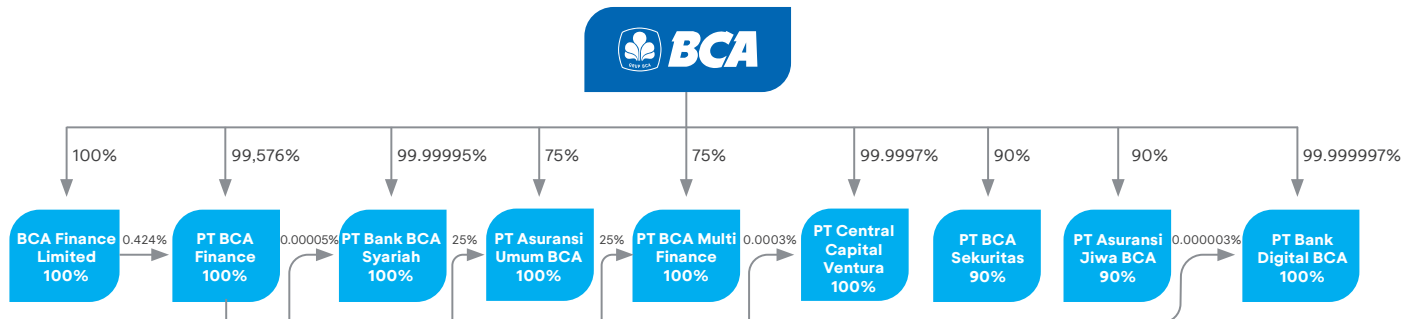 GRUP BCA
BCA
100%
99,576%
99.99995%
75%
75%
99.9997%
90%
90%
99.999997%
BCA Finance
Limited
100%
0.424%
PT BCA
Finance
100%
0.00005%
PT Bank BCA
Syariah
100%
25%
PT Asuransi
Umum BCA
100%
25%
PT BCA Multi
Finance
100%
0.0003%
PT Central
Capital
Ventura
100%
PT BCA
Sekuritas
90%
PT Asuransi
Jiwa BCA
90%
0.000003%
PT Bank
Digital BCA
100%